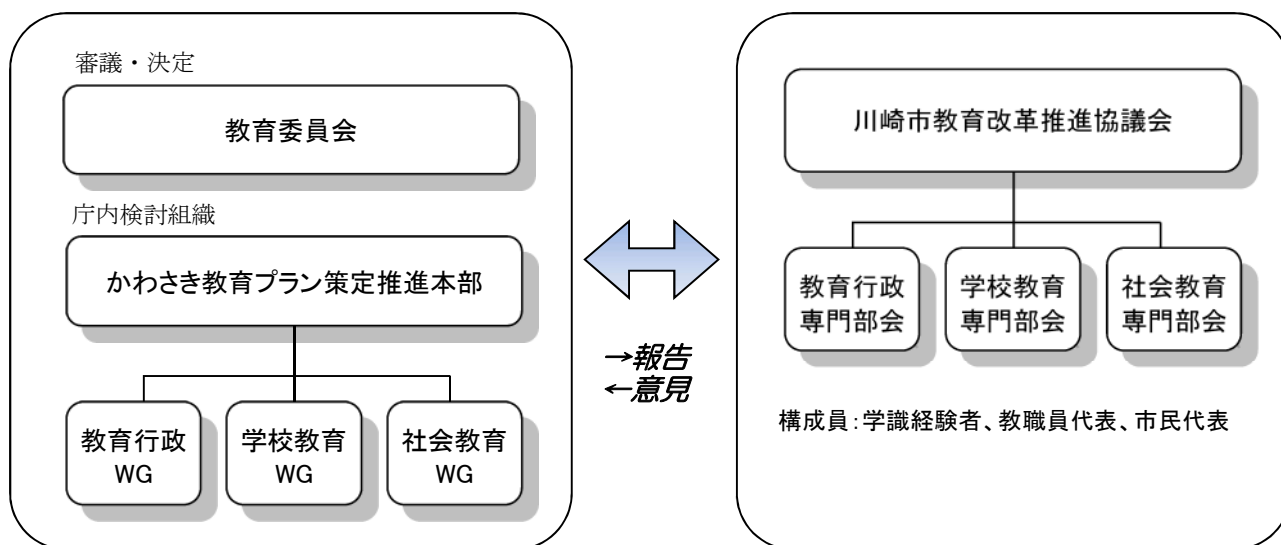 審議・決定
教育委員会
庁内検討組織
かわさき教育プラン策定推進本部
教育行政
WG
学校教育
WG
社会教育
WG
→報告
←意見
川崎市教育改革推進協議会
教育行政
専門部会
学校教育
専門部会
社会教育
専門部会
構成員:学識経験者、教職員代表、市民代表